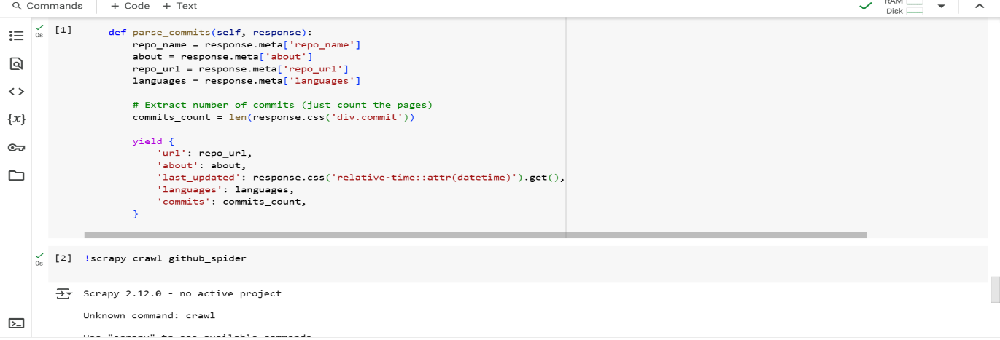 Commands + Code + Text
RAM
Disk
0s
[1] def parse_commits(self, response):
repo_name = response.meta['repo_name']
about = response.meta['about']
repo_url = response.meta['repo_url']
languages = response.meta['languages']
# Extract number of commits (just count the pages)
commits_count = len(response.css('div.commit'))
yield {
'url': repo_url,
'about': about,
'last_updated': response.css('relative-time::attr(datetime)').get(),
'languages': languages,
'commits': commits_count,
}
0s
[2] !scrapy crawl github_spider
Scrapy 2.12.0 - no active project
Unknown command: crawl
Use "scrapy" to see available commands